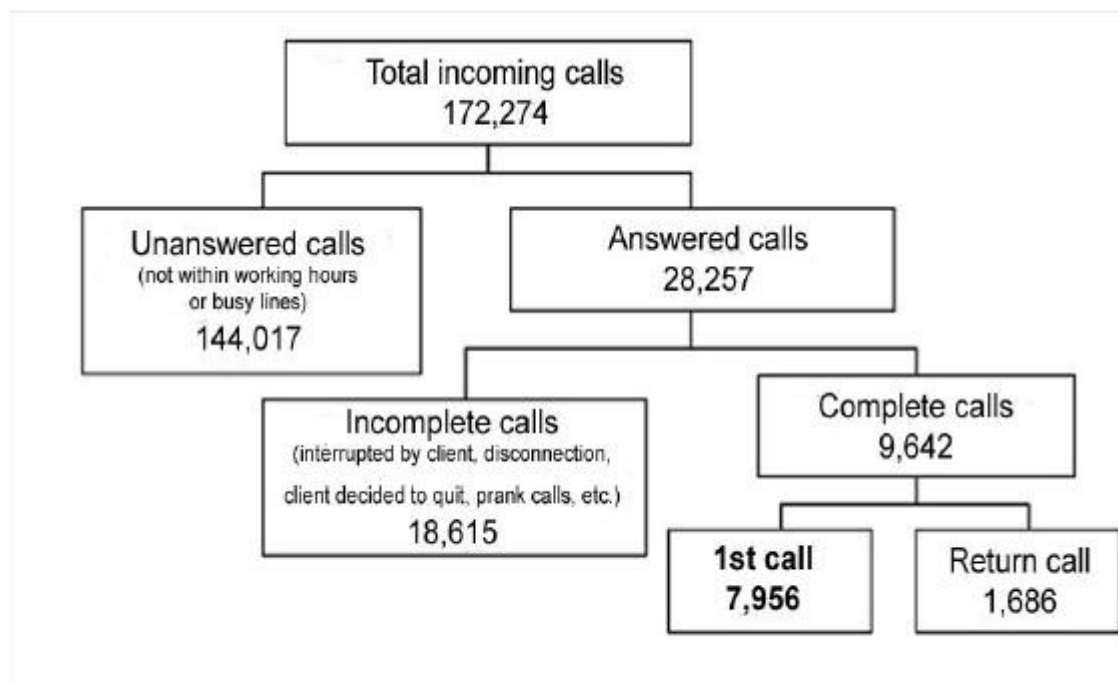 Total incoming calls
172,274
Unanswered calls
(not within working hours
or busy lines)
144,017
Answered calls
28,257
Incomplete calls
(interrupted by client, disconnection,
client decided to quit, prank calls, etc.)
18,615
Complete calls
9,642
1st call
7,956
Return call
1,686